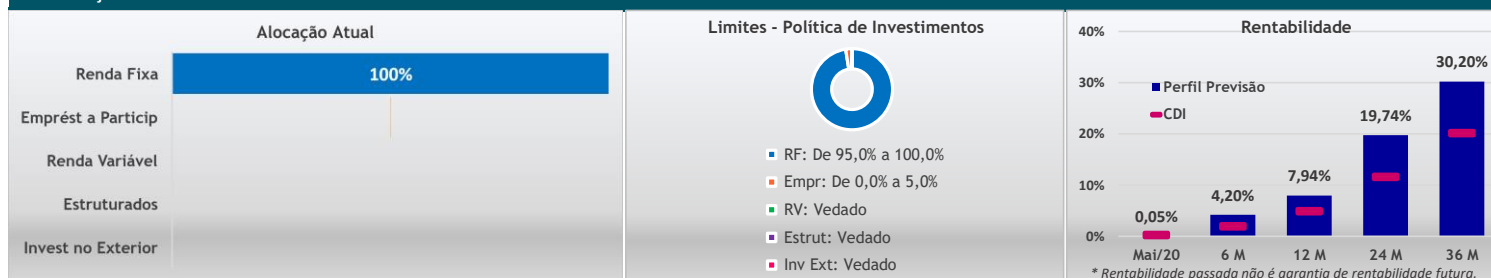 Alocação Atual
Renda Fixa
100%
Emprést a Particip
Renda Variável
Estruturados
Invest no Exterior
Limites - Política de Investimentos
RF: De 95,0% a 100,0%
Empr: De 0,0% a 5,0%
RV: Vedado
Estrut: Vedado
Inv Ext: Vedado
Rentabilidade
40%
30%
20%
10%
0%
Perfil Previsão
CDI
0,05%
4,20%
7,94%
19,74%
30,20%
Mai/20
6 M
12 M
24 M
36 M
* Rentabilidade passada não é garantia de rentabilidade futura.